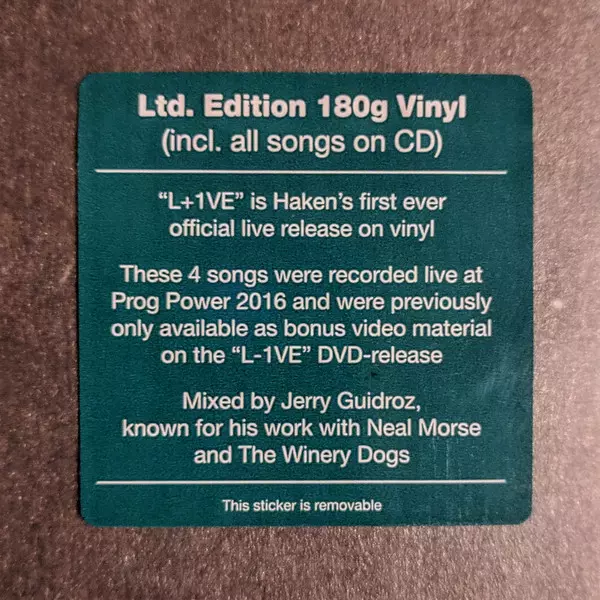 Ltd. Edition 180g Vinyl
(incl. all songs on CD)
“L+1VE” is Haken’s first ever
official live release on vinyl
These 4 songs were recorded live at
Prog Power 2016 and were previously
only available as bonus video material
on the “L-1VE” DVD-release
Mixed by Jerry Guidroz,
known for his work with Neal Morse
and The Winery Dogs
This sticker is removable